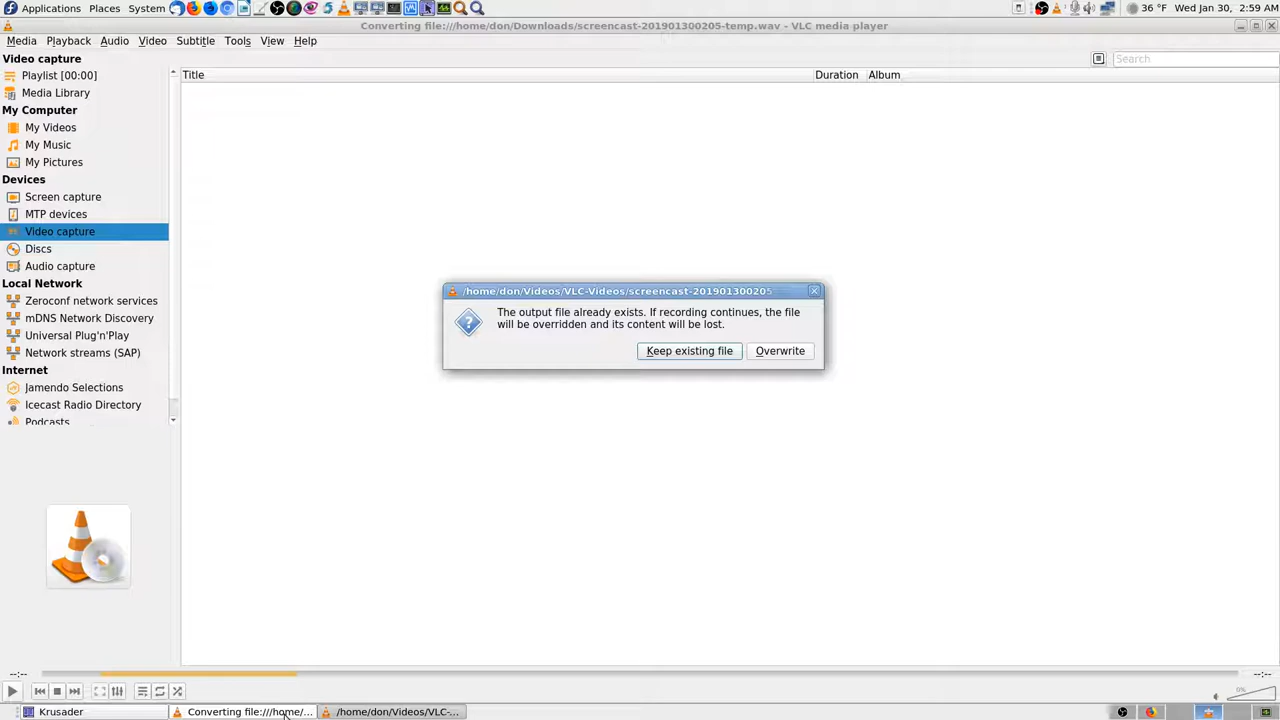 Applications Places System 36 °F Wed Jan 30, 2:59 AM
Converting file:///home/don/Downloads/screencast-201901300205-temp.wav - VLC media player
Media Playback Audio Video Subtitle Tools View Help
Video capture
Search
Playlist [00:00]
Title Duration Album
Media Library
My Computer
My Videos
My Music
My Pictures
Devices
Screen capture
MTP devices
Video capture
Discs
Audio capture
Local Network
Zeroconf network services
mDNS Network Discovery
Universal Plug'n'Play
Network streams (SAP)
Internet
Jamendo Selections
Icecast Radio Directory
Podcasts
/home/don/Videos/VLC-Videos/screencast-201901300205
The output file already exists. If recording continues, the file
will be overridden and its content will be lost.
Keep existing file Overwrite
--:-- --:--
0%
Krusader Converting file:///home/... /home/don/Videos/VLC-...